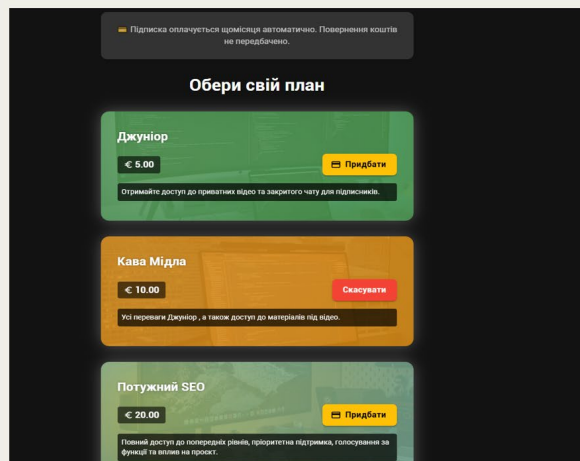 Підписка оплачується щомісяця автоматично. Повернення коштів
не передбачено.
Обери свій план
Джуніор
€ 5.00
Придбати
Отримайте доступ до приватних відео та закритого чату для підписників.
Кава Мідла
€ 10.00
Скасувати
Усі переваги Джуніор , а також доступ до матеріалів під відео.
Потужний SEO
€ 20.00
Придбати
Повний доступ до попередніх рівнів, пріоритетна підтримка, голосування за
функції та вплив на проєкт.